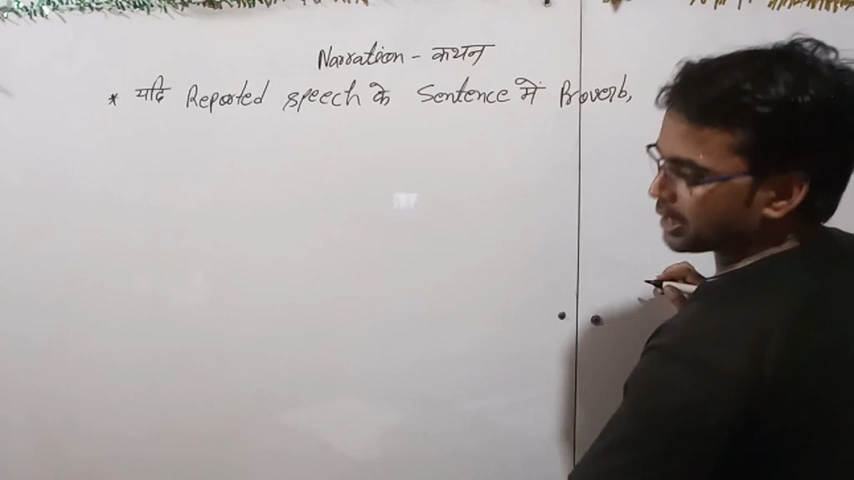 Narration - कथन
* यदि Reported speech के Sentence में Proverb,